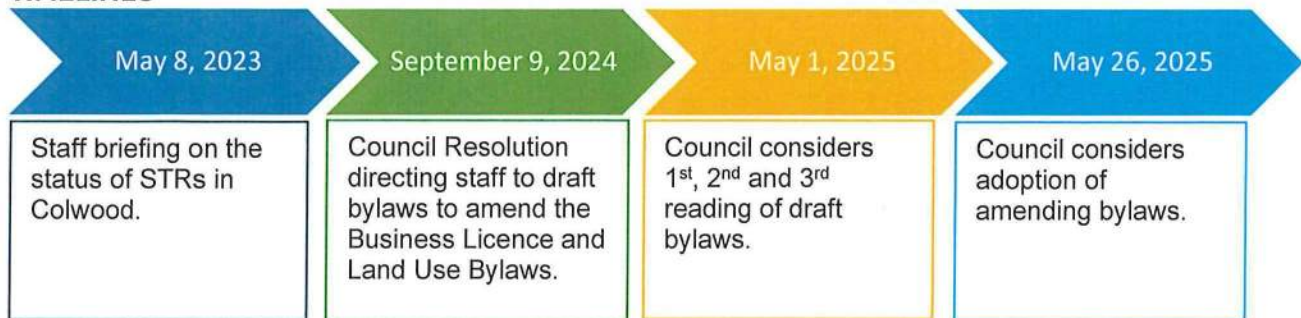 May 8, 2023
September 9, 2024
May 1, 2025
May 26, 2025
Staff briefing on the
status of STRs in
Colwood.
Council Resolution
directing staff to draft
bylaws to amend the
Business Licence and
Land Use Bylaws.
Council considers
1st, 2nd and 3rd
reading of draft
bylaws.
Council considers
adoption of
amending bylaws.